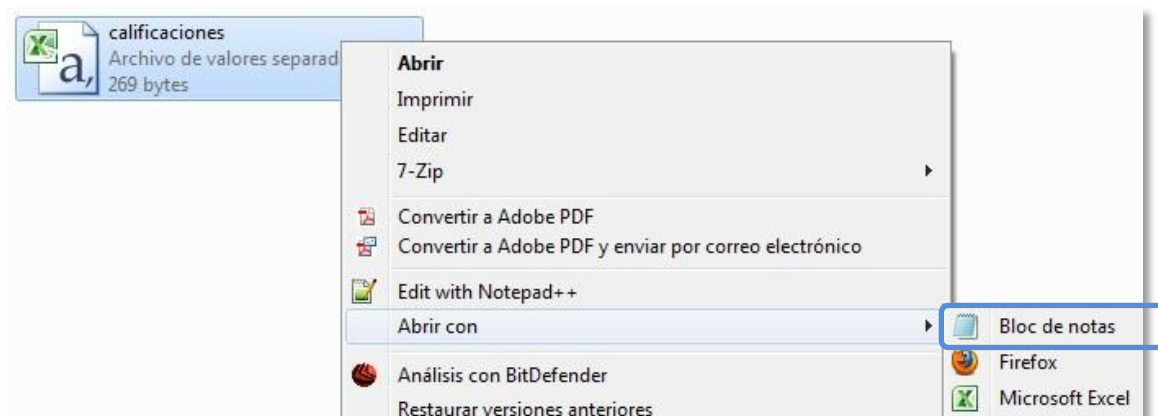 calificaciones
Archivo de valores separad
269 bytes
Abrir
Imprimir
Editar
7-Zip
Convertir a Adobe PDF
Convertir a Adobe PDF y enviar por correo electrónico
Edit with Notepad++
Abrir con
Bloc de notas
Firefox
Análisis con BitDefender
Microsoft Excel
Restaurar versiones anteriores